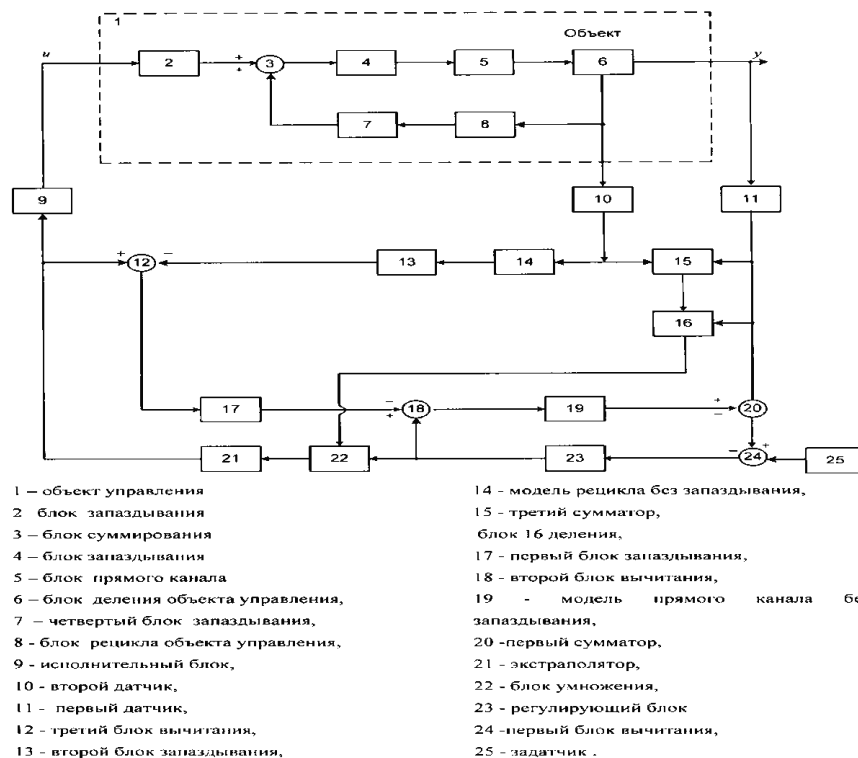 1
Объект
u
y
+
+
2
3
4
5
6
7
8
9
10
11
+
–
12
13
14
15
16
17
–
+
18
19
+
–
20
21
22
23
–
+
24
25
1 – объект управления
2 блок запаздывания
3 – блок суммирования
4 – блок запаздывания
5 – блок прямого канала
6 – блок деления объекта управления,
7 – четвертый блок запаздывания,
8 - блок рецикла объекта управления,
9 - исполнительный блок,
10 - второй датчик,
11 - первый датчик,
12 – третий блок вычитания,
13 – второй блок запаздывания,
14 - модель рецикла без запаздывания,
15 - третий сумматор,
блок 16 деления,
17 - первый блок запаздывания,
18 - второй блок вычитания,
19 - модель прямого канала бе
запаздывания,
20 -первый сумматор,
21 - экстраполятор,
22 - блок умножения,
23 - регулирующий блок
24 -первый блок вычитания,
25 - задатчик .